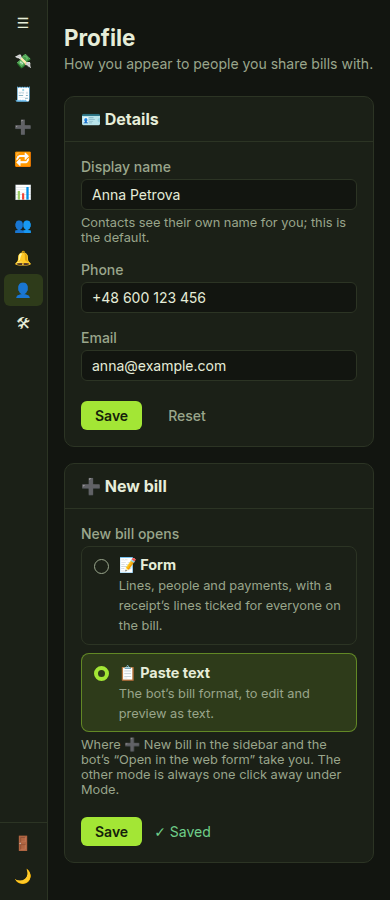 Profile
How you appear to people you share bills with.
🪪 Details
Display name
Anna Petrova
Contacts see their own name for you; this is
the default.
Phone
+48 600 123 456
Email
anna@example.com
Save
Reset
➕ New bill
New bill opens
📝 Form
Lines, people and payments, with a
receipt's lines ticked for everyone on
the bill.
📋 Paste text
The bot's bill format, to edit and
preview as text.
Where ➕ New bill in the sidebar and the
bot's “Open in the web form” take you. The
other mode is always one click away under
Mode.
Save
✓ Saved